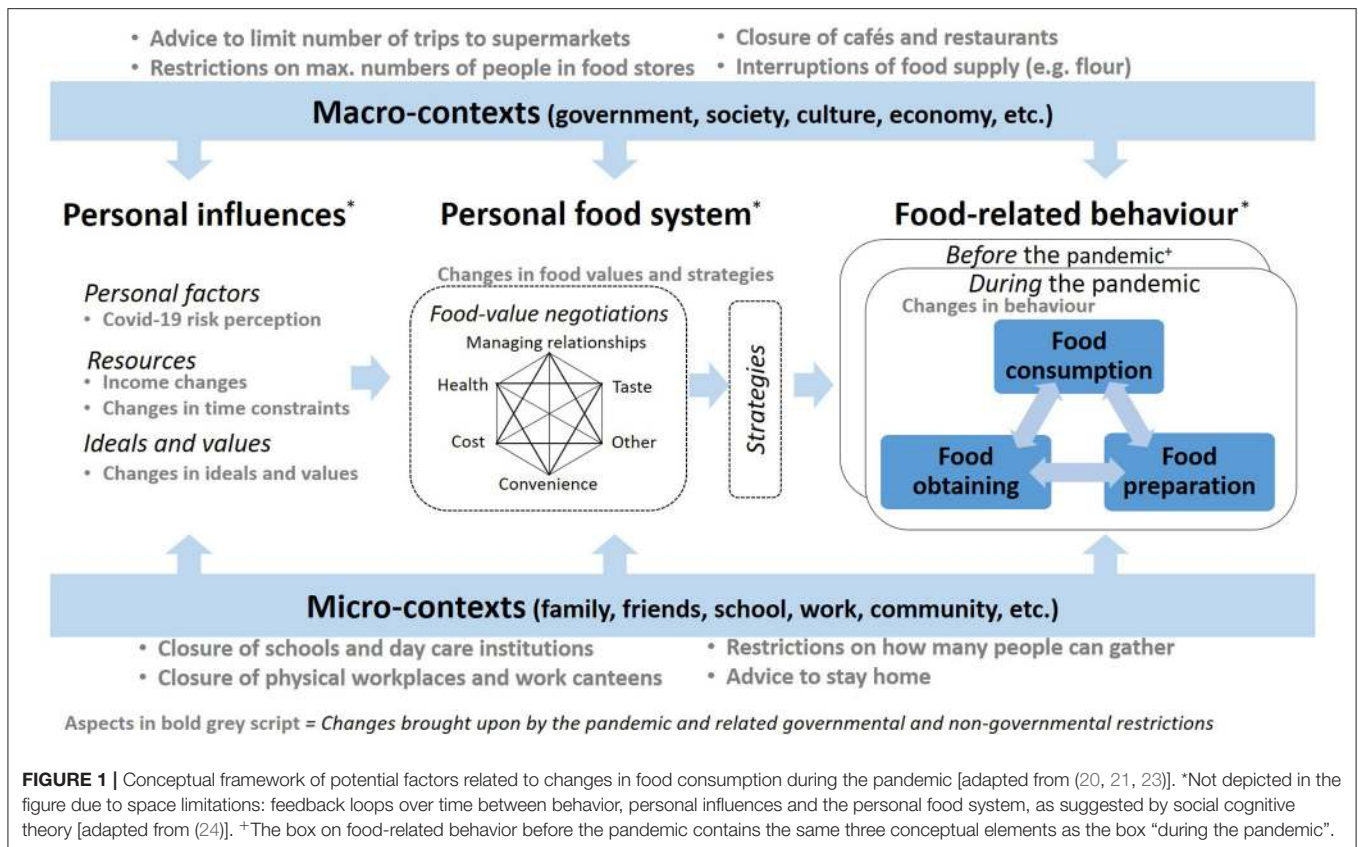 • Advice to limit number of trips to supermarkets
• Restrictions on max. numbers of people in food stores
• Closure of cafés and restaurants
• Interruptions of food supply (e.g. flour)
Macro-contexts (government, society, culture, economy, etc.)
Personal influences*
Personal factors
• Covid-19 risk perception
Resources
• Income changes
• Changes in time constraints
Ideals and values
• Changes in ideals and values
Personal food system*
Changes in food values and strategies
Food-value negotiations
Managing relationships
Health
Taste
Cost
Other
Convenience
Strategies
Food-related behaviour*
Before the pandemic+
During the pandemic
Changes in behaviour
Food
consumption
Food
obtaining
Food
preparation
Micro-contexts (family, friends, school, work, community, etc.)
• Closure of schools and day care institutions
• Closure of physical workplaces and work canteens
• Restrictions on how many people can gather
• Advice to stay home
Aspects in bold grey script = Changes brought upon by the pandemic and related governmental and non-governmental restrictions
FIGURE 1 | Conceptual framework of potential factors related to changes in food consumption during the pandemic [adapted from (20, 21, 23)]. *Not depicted in the
figure due to space limitations: feedback loops over time between behavior, personal influences and the personal food system, as suggested by social cognitive
theory [adapted from (24)]. +The box on food-related behavior before the pandemic contains the same three conceptual elements as the box “during the pandemic”.